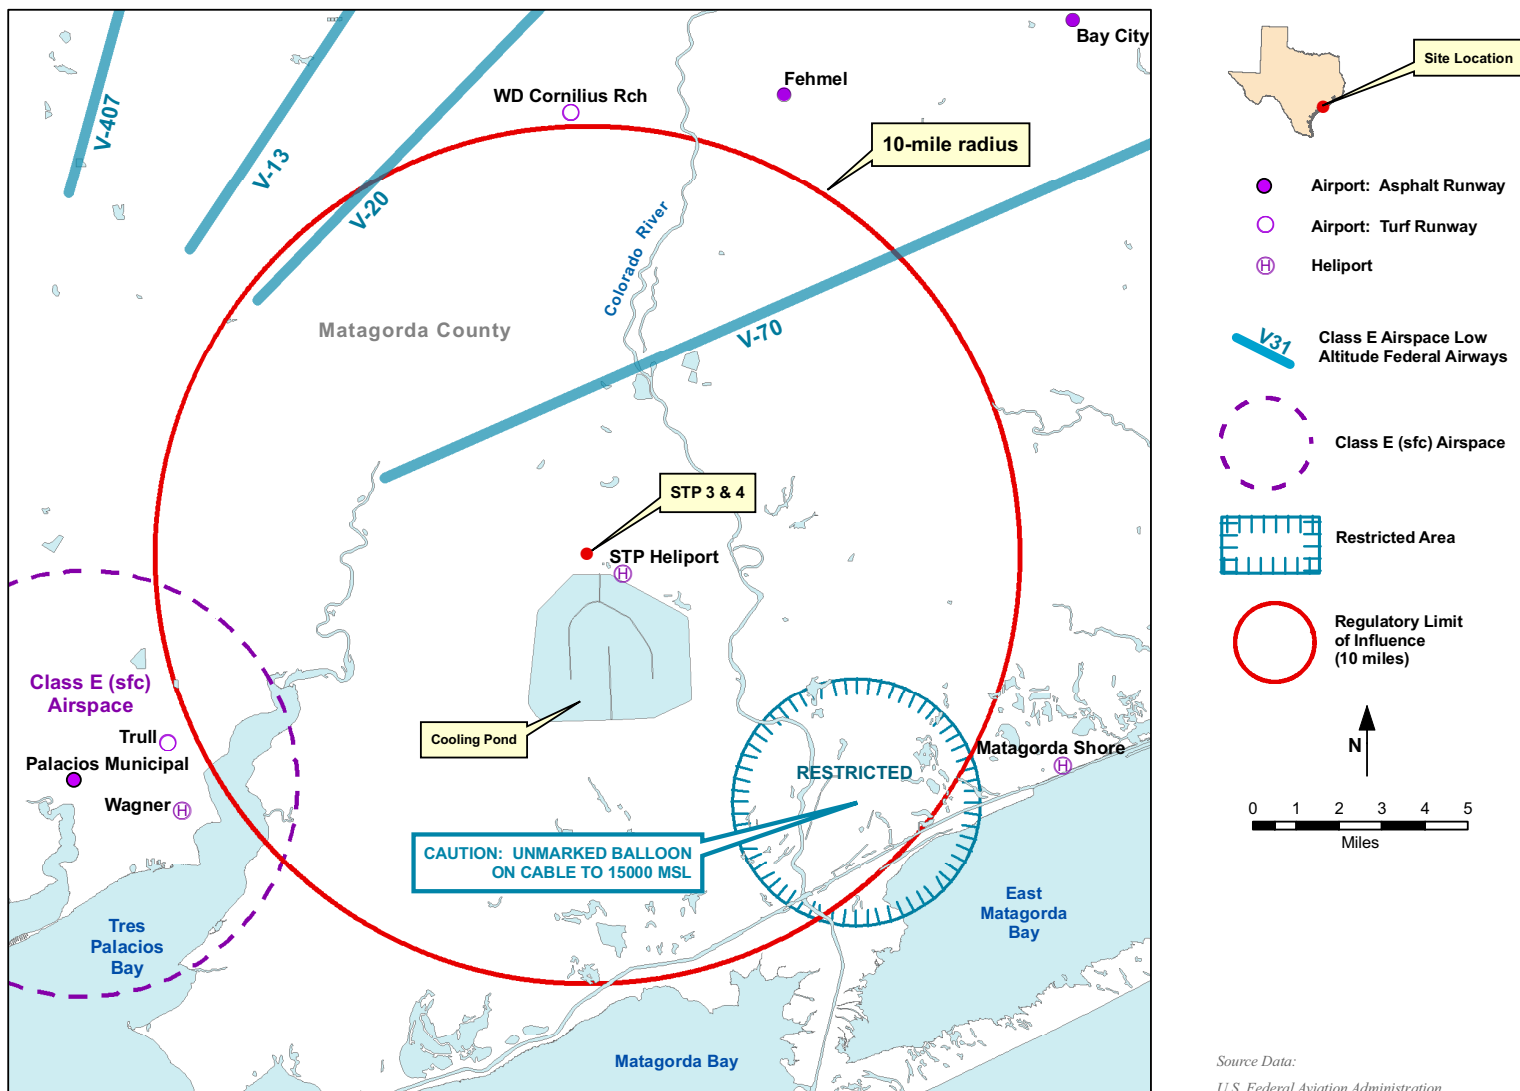 Bay City
Fehmel
WD Cornilius Rch
10-mile radius
V-407
V-13
V-20
Colorado River
V-70
Matagorda County
STP 3 & 4
STP Heliport
Class E (sfc)
Airspace
Trull
Palacios Municipal
Wagner
Cooling Pond
Matagorda Shore
RESTRICTED
CAUTION: UNMARKED BALLOON
ON CABLE TO 15000 MSL
East
Matagorda
Bay
Tres
Palacios
Bay
Matagorda Bay
H
H
H
Site Location
Airport: Asphalt Runway
Airport: Turf Runway
H
Heliport
V31
Class E Airspace Low
Altitude Federal Airways
Class E (sfc) Airspace
Restricted Area
Regulatory Limit
of Influence
(10 miles)
N
0 1 2 3 4 5
Miles
Source Data:
U.S. Federal Aviation Administration